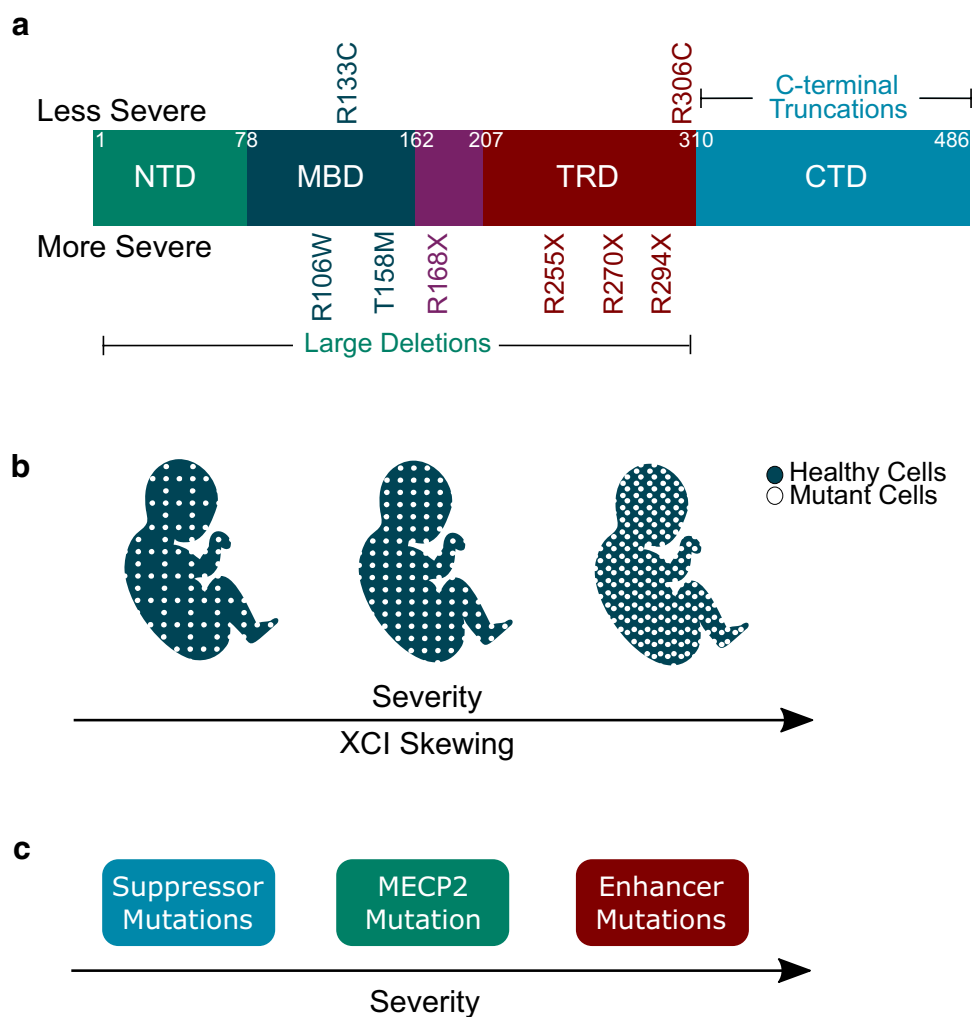 a
R133C
R306C
C-terminal
Truncations
Less Severe
1 78 162 207 310 486
NTD MBD TRD CTD
More Severe
R106W
T158M
R168X
R255X
R270X
R294X
Large Deletions
b
Healthy Cells
Mutant Cells
Severity
XCI Skewing
c
Suppressor
Mutations
MECP2
Mutation
Enhancer
Mutations
Severity